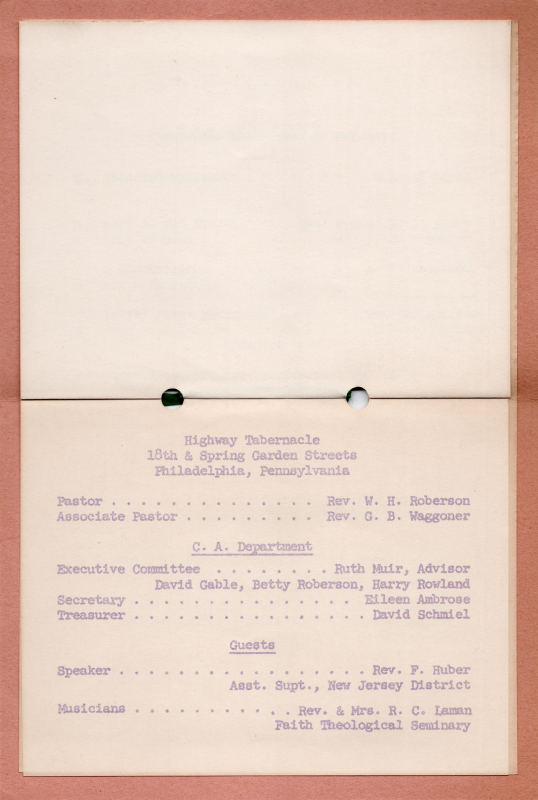 Highway Tabernacle
18th & Spring Garden Streets
Philadelphia, Pennsylvania
Pastor . . . . . . . . . . . . . . Rev. W. H. Roberson
Associate Pastor . . . . . . . . . Rev. G. B. Waggoner
C. A. Department
Executive Committee . . . . . . . . Ruth Muir, Advisor
David Gable, Betty Roberson, Harry Rowland
Secretary . . . . . . . . . . . . . . . Eileen Ambrose
Treasurer . . . . . . . . . . . . . . . . David Schmiel
Guests
Speaker . . . . . . . . . . . . . . . . . Rev. F. Huber
Asst. Supt., New Jersey District
Musicians . . . . . . . . . . . Rev. & Mrs. R. C. Laman
Faith Theological Seminary